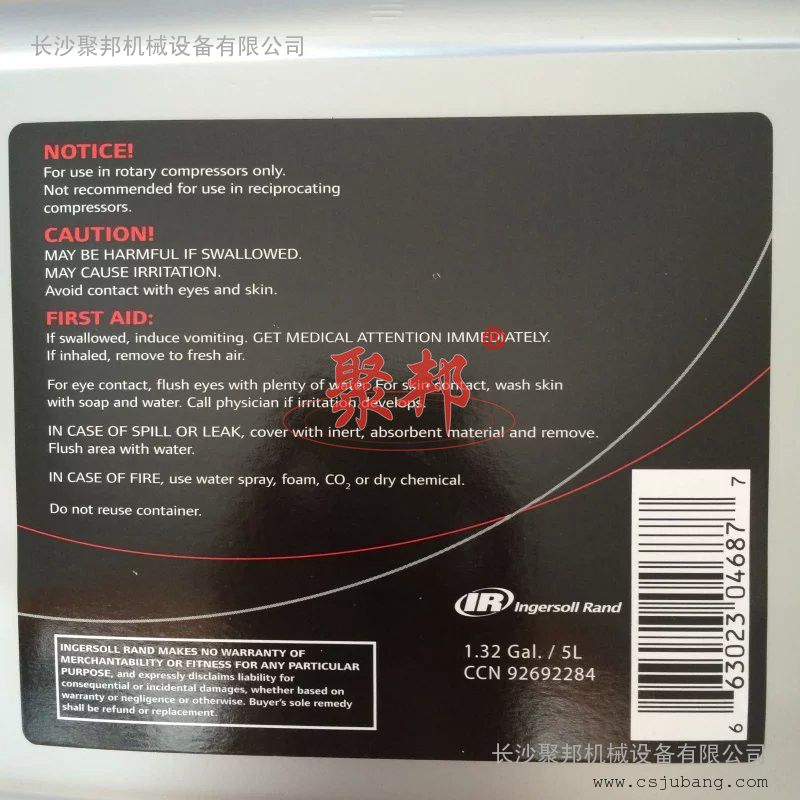 长沙聚邦机械设备有限公司
NOTICE!
For use in rotary compressors only.
Not recommended for use in reciprocating
compressors.
CAUTION!
MAY BE HARMFUL IF SWALLOWED.
MAY CAUSE IRRITATION.
Avoid contact with eyes and skin.
FIRST AID:
If swallowed, induce vomiting. GET MEDICAL ATTENTION IMMEDIATELY.
If inhaled, remove to fresh air.
聚邦®
For eye contact, flush eyes with plenty of water. For skin contact, wash skin
with soap and water. Call physician if irritation develops.
IN CASE OF SPILL OR LEAK, cover with inert, absorbent material and remove.
Flush area with water.
IN CASE OF FIRE, use water spray, foam, CO2 or dry chemical.
Do not reuse container.
IR Ingersoll Rand
1.32 Gal. / 5L
CCN 92692284
6 63023 04687 7
INGERSOLL RAND MAKES NO WARRANTY OF
MERCHANTABILITY OR FITNESS FOR ANY PARTICULAR
PURPOSE, and expressly disclaims liability for
consequential or incidental damages, whether based on
warranty or negligence or otherwise. Buyer's sole remedy
shall be refund or replacement.
长沙聚邦机械设备有限公司
www.csjubang.com